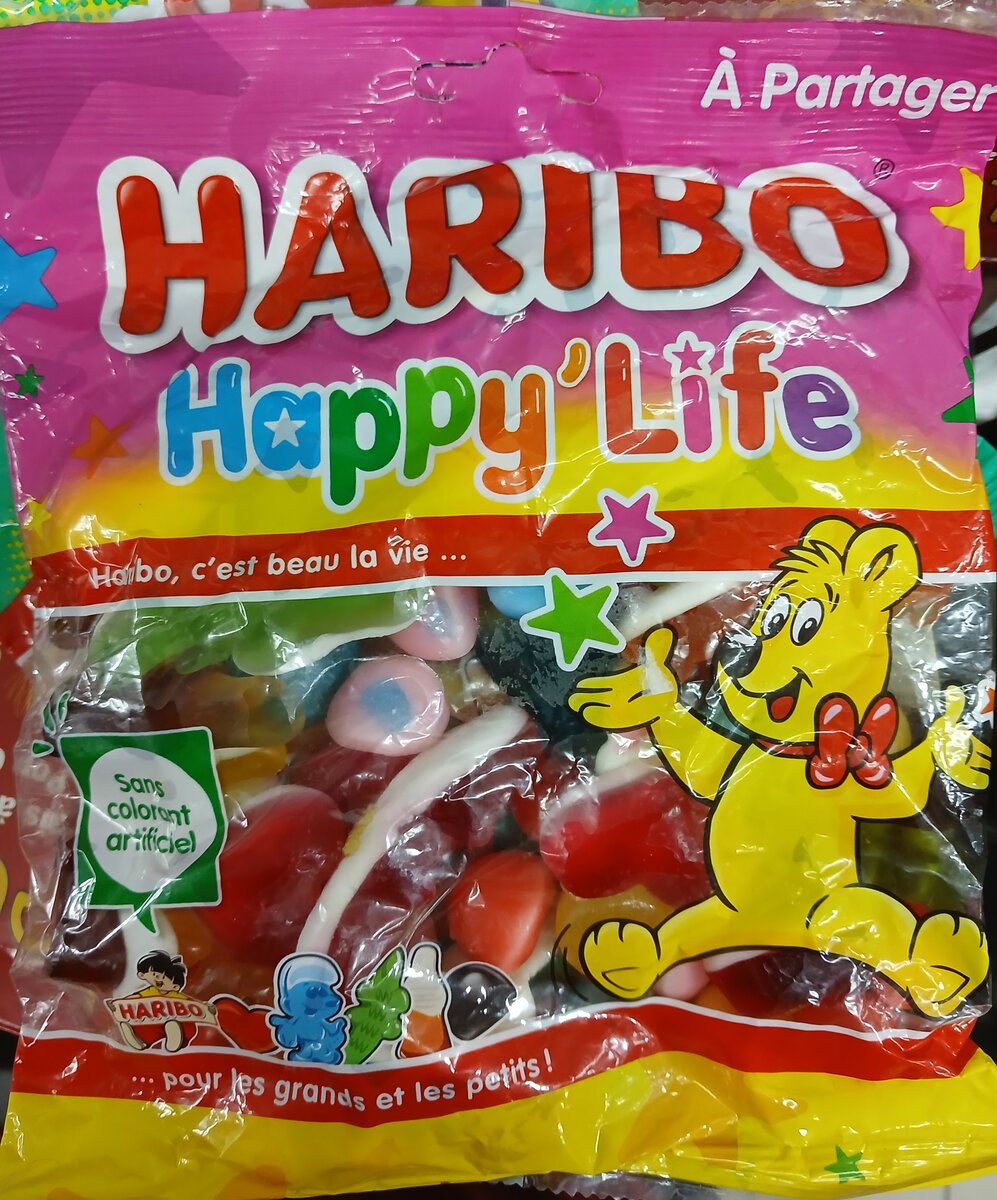 À Partager
HARIBO®
Happy'Life
Haribo, c'est beau la vie ...
Sans
colorant
artificiel
HARIBO
... pour les grands et les petits !